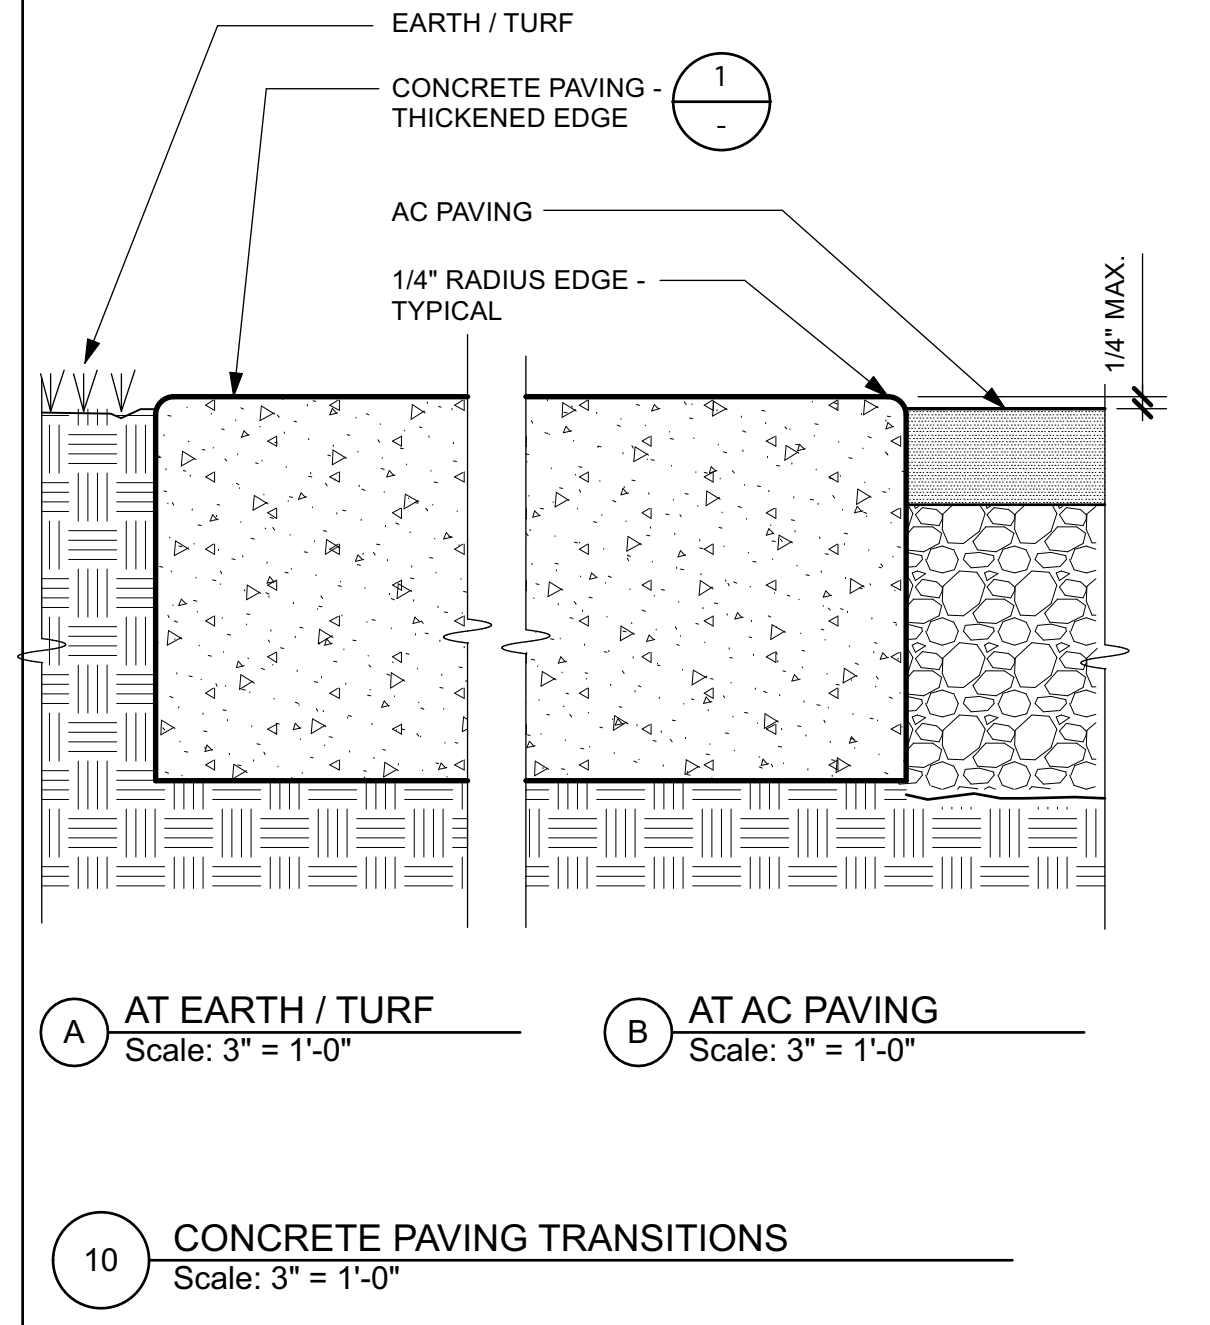 EARTH / TURF
CONCRETE PAVING -
THICKENED EDGE
1
-
AC PAVING
1/4" RADIUS EDGE -
TYPICAL
1/4" MAX.
A
AT EARTH / TURF
Scale: 3" = 1'-0"
B
AT AC PAVING
Scale: 3" = 1'-0"
10
CONCRETE PAVING TRANSITIONS
Scale: 3" = 1'-0"